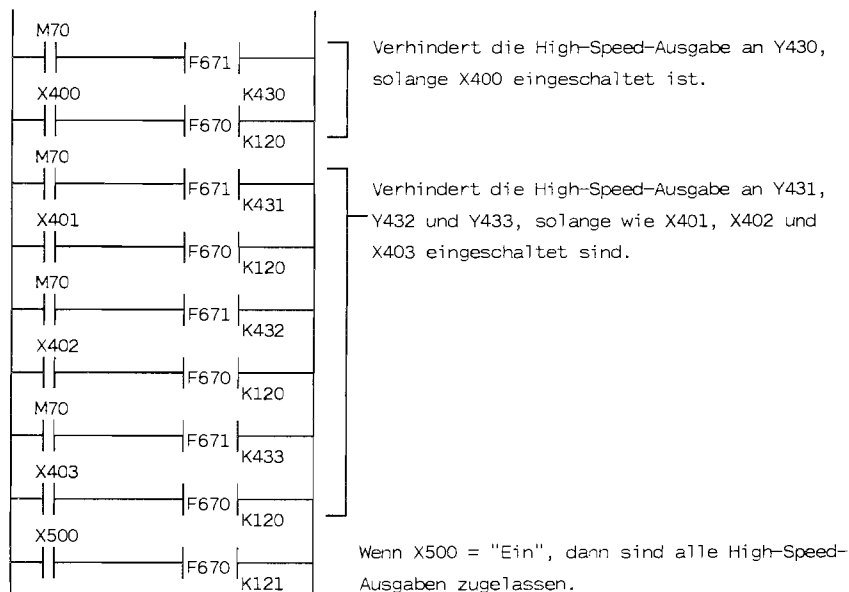 M70
F671
K430
Verhindert die High-Speed-Ausgabe an Y430,
solange X400 eingeschaltet ist.
X400
F670
K120
M70
F671
K431
Verhindert die High-Speed-Ausgabe an Y431,
Y432 und Y433, solange wie X401, X402 und
X403 eingeschaltet sind.
X401
F670
K120
M70
F671
K432
X402
F670
K120
M70
F671
K433
X403
F670
K120
X500
F670
K121
Wenn X500 = "Ein", dann sind alle High-Speed-
Ausgaben zugelassen.